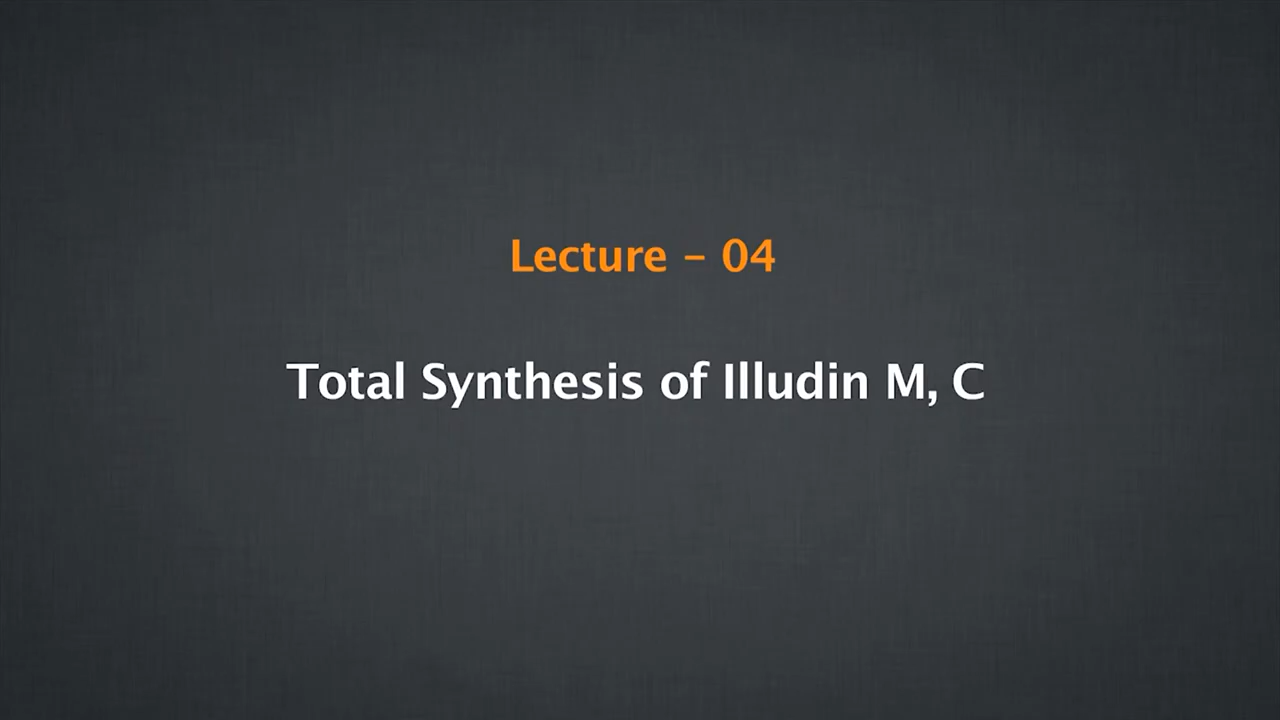 Lecture – 04
Total Synthesis of Illudin M, C